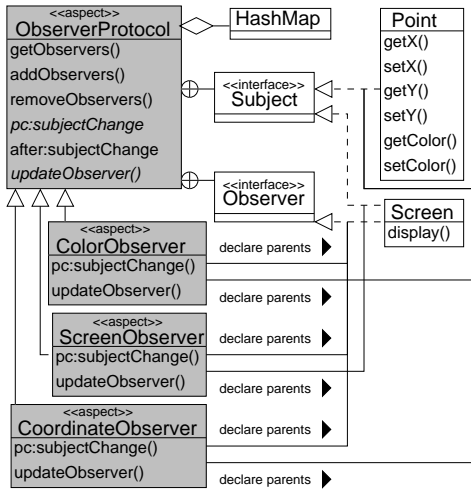 <<aspect>>
ObserverProtocol
getObservers()
addObservers()
removeObservers()
pc:subjectChange
after:subjectChange
updateObserver()
HashMap
<<interface>>
Subject
<<interface>>
Observer
Point
getX()
setX()
getY()
setY()
getColor()
setColor()
Screen
display()
<<aspect>>
ColorObserver
pc:subjectChange()
updateObserver()
declare parents
declare parents
<<aspect>>
ScreenObserver
pc:subjectChange()
updateObserver()
declare parents
declare parents
<<aspect>>
CoordinateObserver
pc:subjectChange()
updateObserver()
declare parents
declare parents